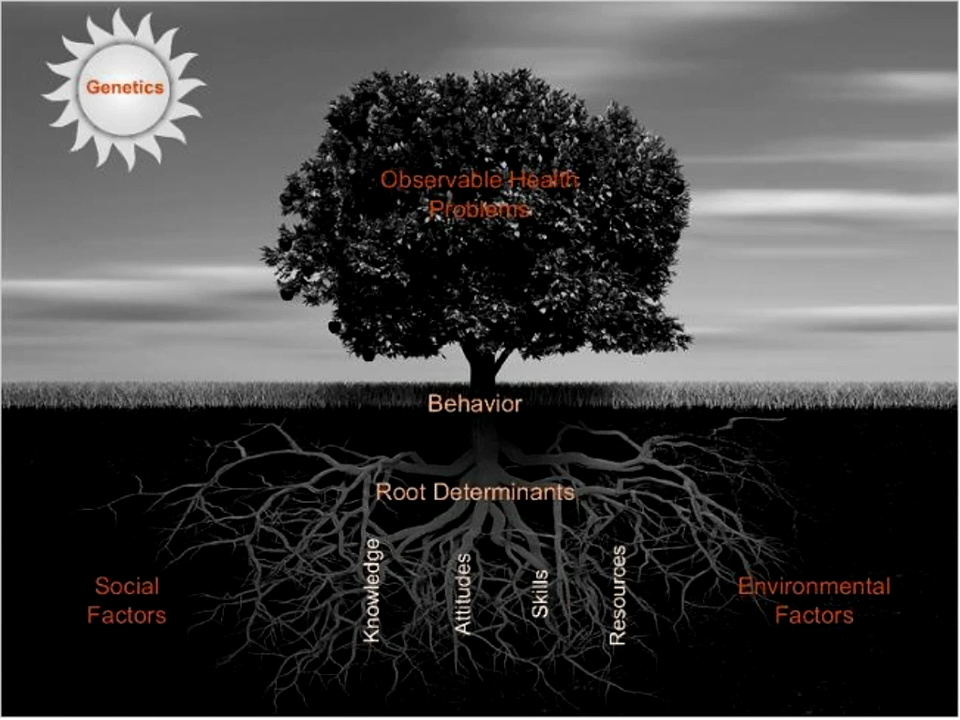 Genetics
Observable Health
Problems
Behavior
Root Determinants
Knowledge
Attitudes
Skills
Resources
Social
Factors
Environmental
Factors